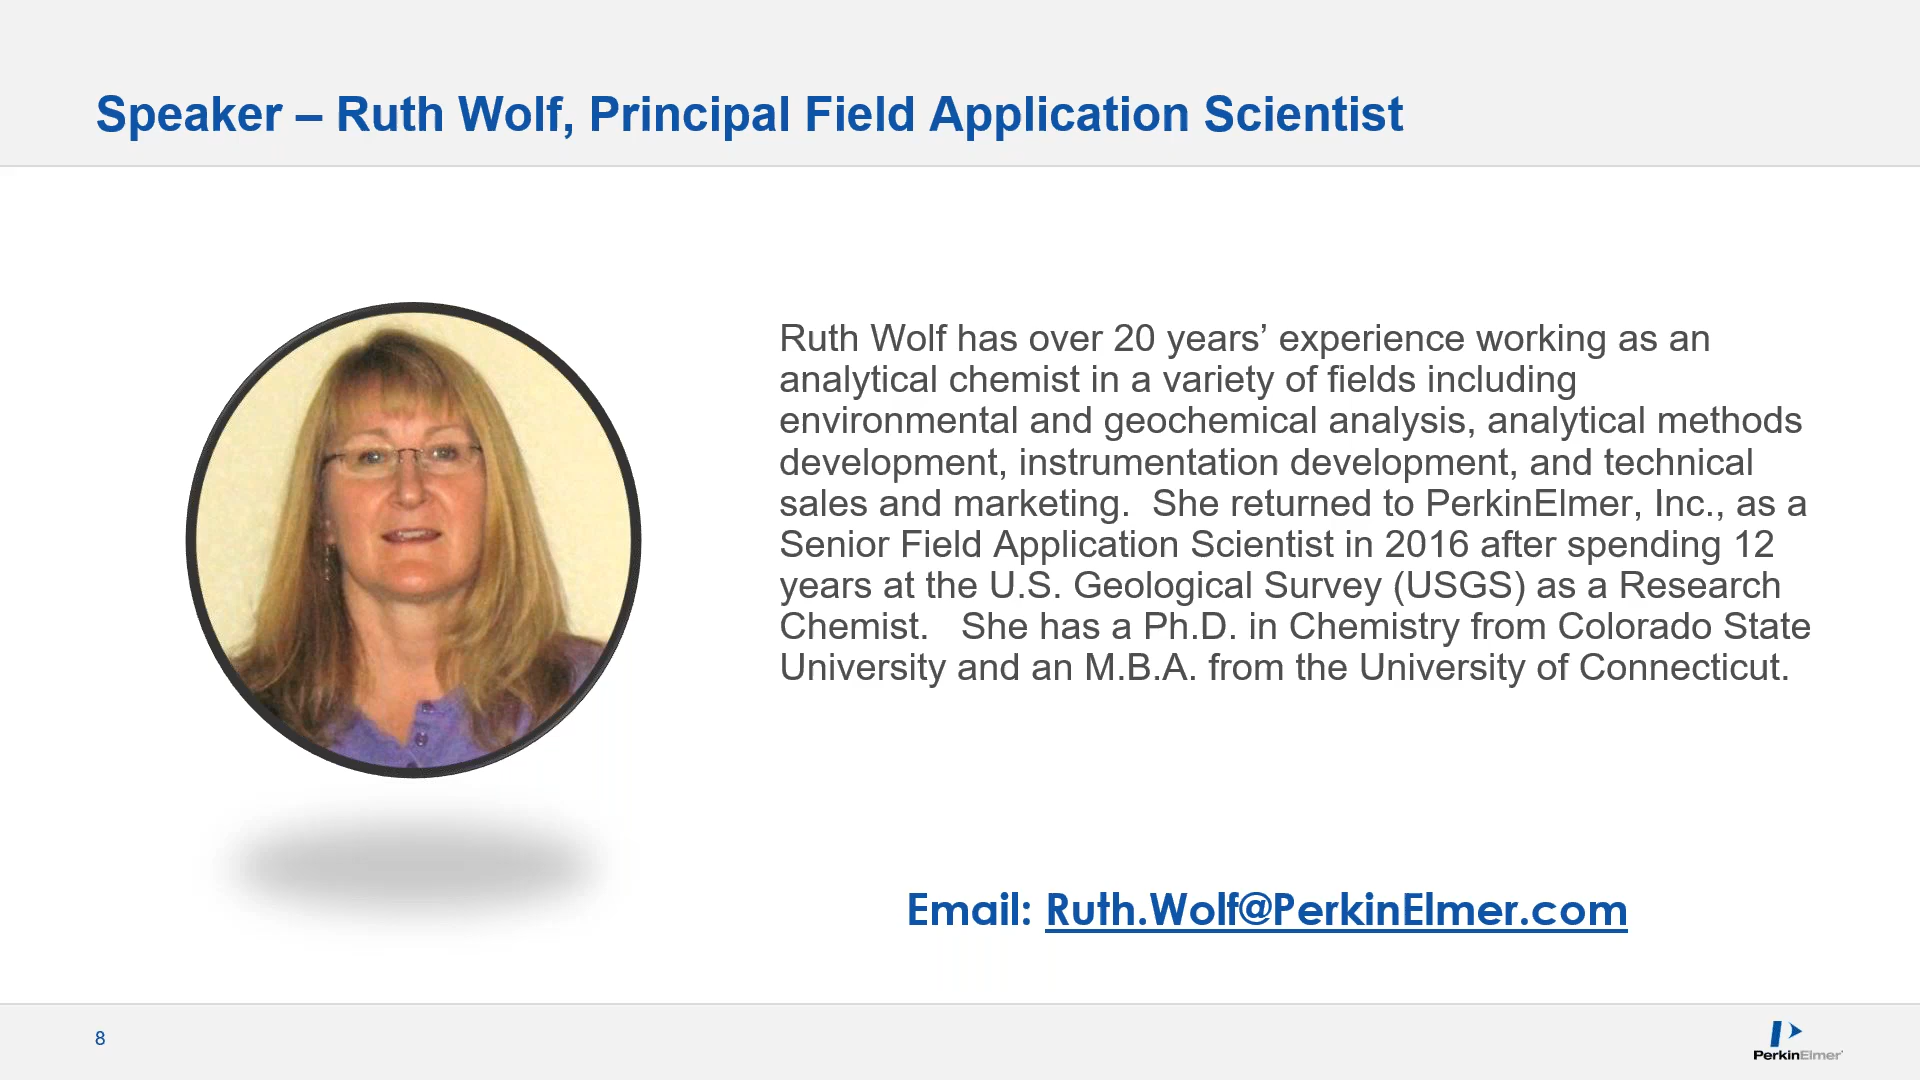 Speaker – Ruth Wolf, Principal Field Application Scientist
Ruth Wolf has over 20 years’ experience working as an
analytical chemist in a variety of fields including
environmental and geochemical analysis, analytical methods
development, instrumentation development, and technical
sales and marketing.  She returned to PerkinElmer, Inc., as a
Senior Field Application Scientist in 2016 after spending 12
years at the U.S. Geological Survey (USGS) as a Research
Chemist.   She has a Ph.D. in Chemistry from Colorado State
University and an M.B.A. from the University of Connecticut.
Email: Ruth.Wolf@PerkinElmer.com
8
PerkinElmer